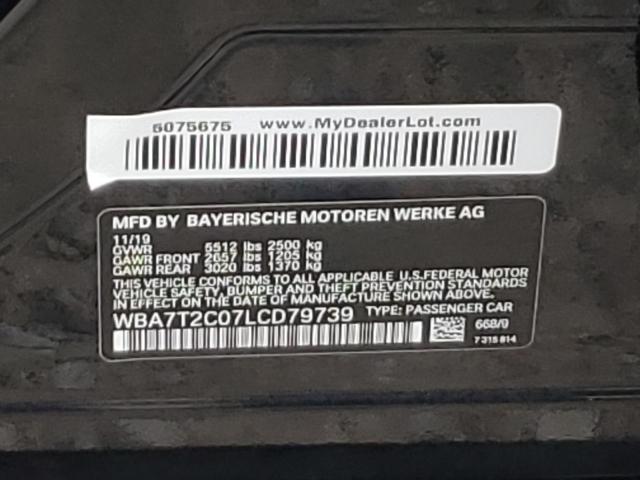 5075675 www.MyDealerLot.com
MFD BY BAYERISCHE MOTOREN WERKE AG
11/19
GVWR 5512 lbs 2500 kg
GAWR FRONT 2657 lbs 1205 kg
GAWR REAR 3020 lbs 1370 kg
THIS VEHICLE CONFORMS TO ALL APPLICABLE U.S.FEDERAL MOTOR
VEHICLE SAFETY, BUMPER AND THEFT PREVENTION STANDARDS
IN EFFECT ON THE DATE OF MANUFACTURE SHOWN ABOVE.
WBA7T2C07LCD79739 TYPE: PASSENGER CAR
668/9
7 315 814